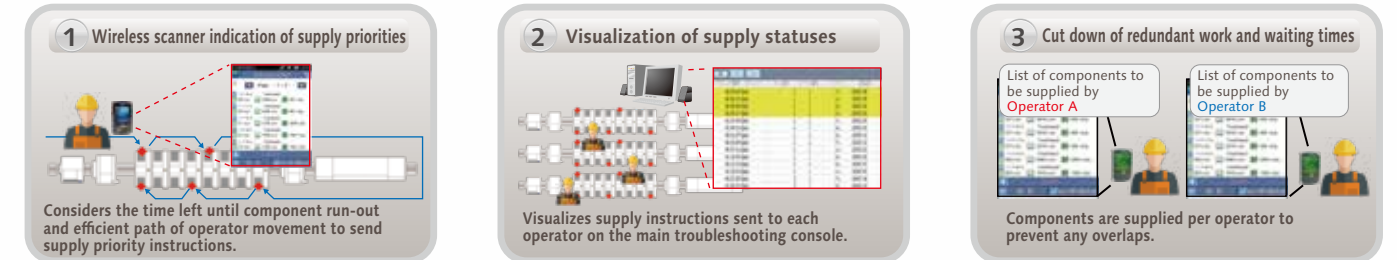 1 Wireless scanner indication of supply priorities
Considers the time left until component run-out
and efficient path of operator movement to send
supply priority instructions.
2 Visualization of supply statuses
Visualizes supply instructions sent to each
operator on the main troubleshooting console.
3 Cut down of redundant work and waiting times
List of components to
be supplied by
Operator A
List of components to
be supplied by
Operator B
Components are supplied per operator to
prevent any overlaps.